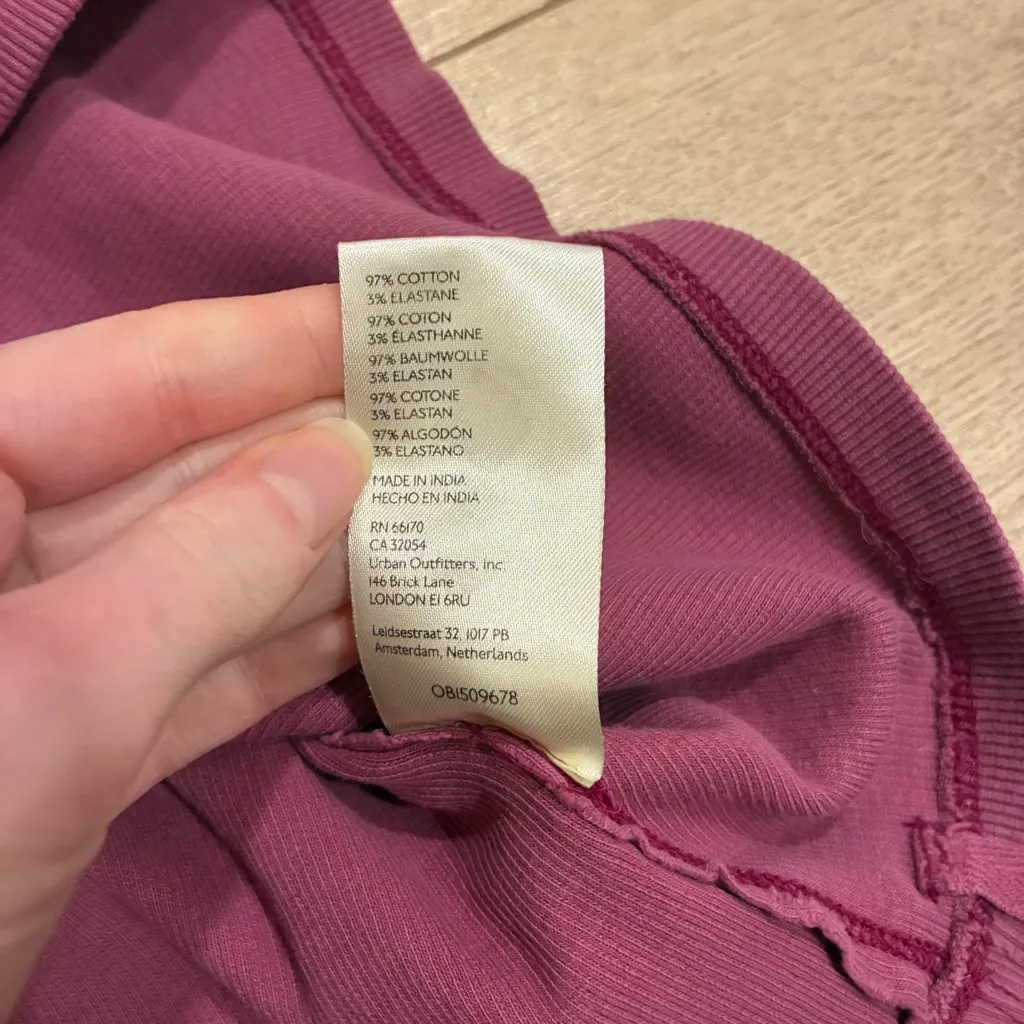 97% COTTON
3% ELASTANE
97% COTON
3% ÉLASTHANNE
97% BAUMWOLLE
3% ELASTAN
97% COTONE
3% ELASTAN
97% ALGODÓN
3% ELASTANO
MADE IN INDIA
HECHO EN INDIA
RN 66170
CA 32054
Urban Outfitters, Inc.
146 Brick Lane
LONDON E1 6RU
Leidsestraat 32, 1017 PB
Amsterdam, Netherlands
OB1509678